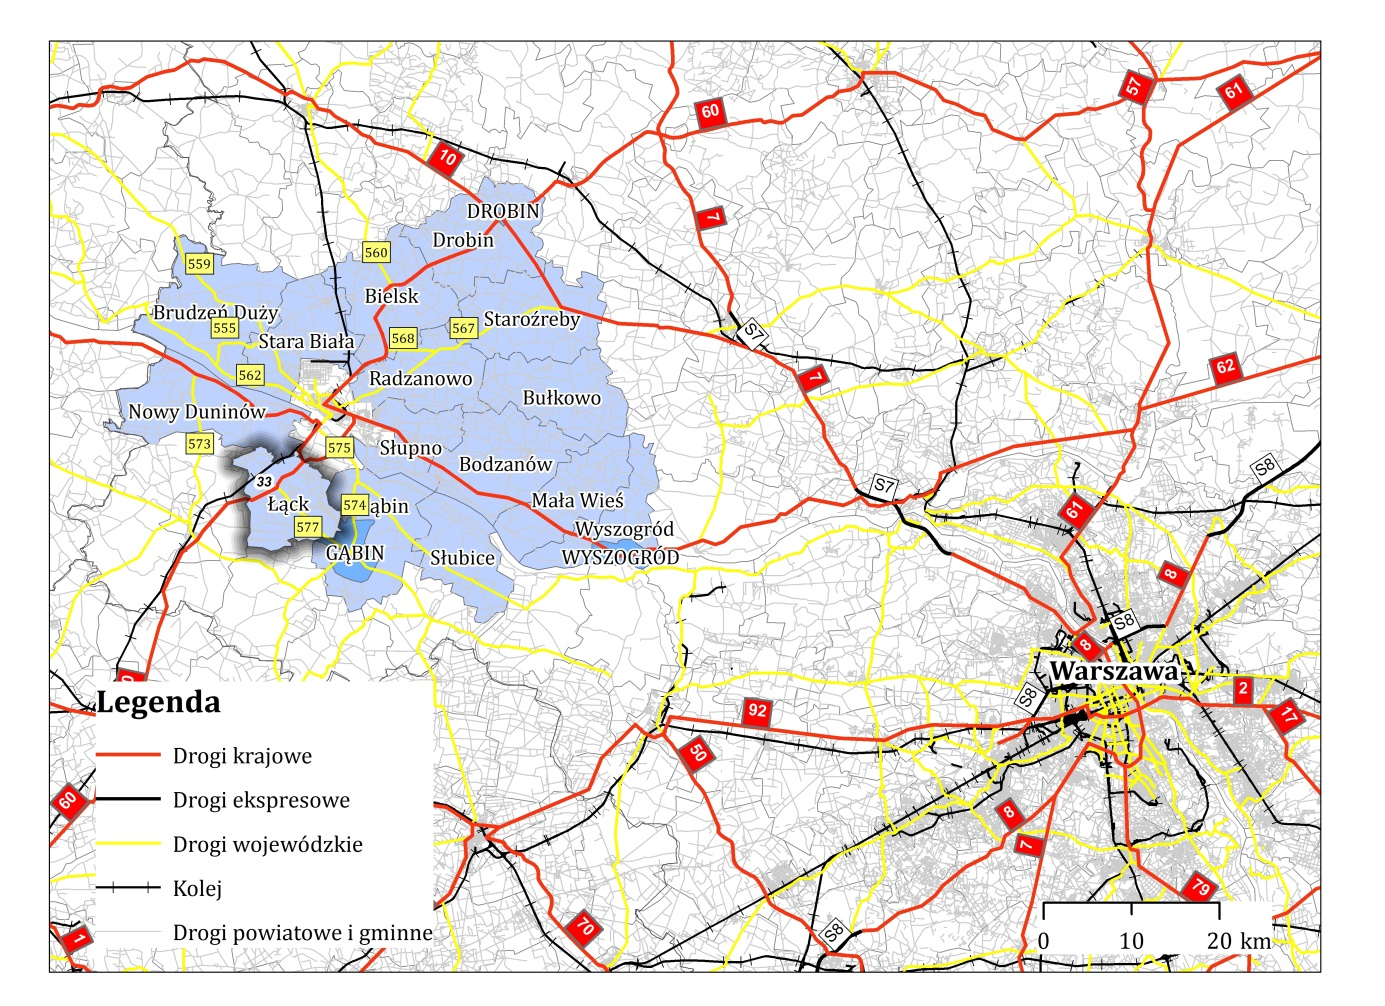 57
61
60
10
DROBIN
7
Drobin
560
559
Bielsk
Brudzeń Duży
Staroźreby
555
567
S7
568
Stara Biała
62
562
Radzanowo
7
Bułkowo
Nowy Duninów
573
575
Słupno
Bodzanów
S8
33
S7
Łąck
574
ąbin
Mała Wieś
61
577
Wyszogród
GĄBIN
Słubice
WYSZOGRÓD
8
S8
8
Warszawa
2
S8
92
17
50
Legenda
Drogi krajowe
Drogi ekspresowe
Drogi wojewódzkie
Kolej
Drogi powiatowe i gminne
60
8
7
79
1
70
S8
0 10 20 km